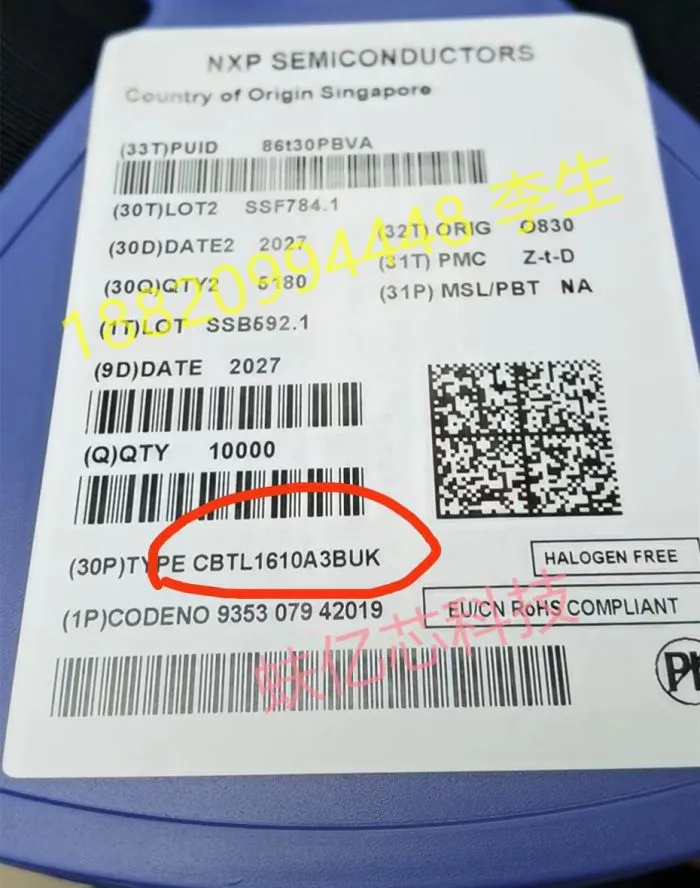 NXP SEMICONDUCTORS
Country of Origin Singapore
(33T)PUID 86t30PBVA
(30T)LOT2 SSF784.1
(30D)DATE2 2027
(32T) ORIG O830
(30Q)QTY2 5180
(31T) PMC Z-t-D
(1T)LOT SSB592.1
(31P) MSL/PBT NA
18820994448 李生
(9D)DATE 2027
(Q)QTY 10000
(30P)TYPE CBTL1610A3BUK
HALOGEN FREE
(1P)CODENO 9353 079 42019
EU/CN RoHS COMPLIANT
蚨亿芯科技